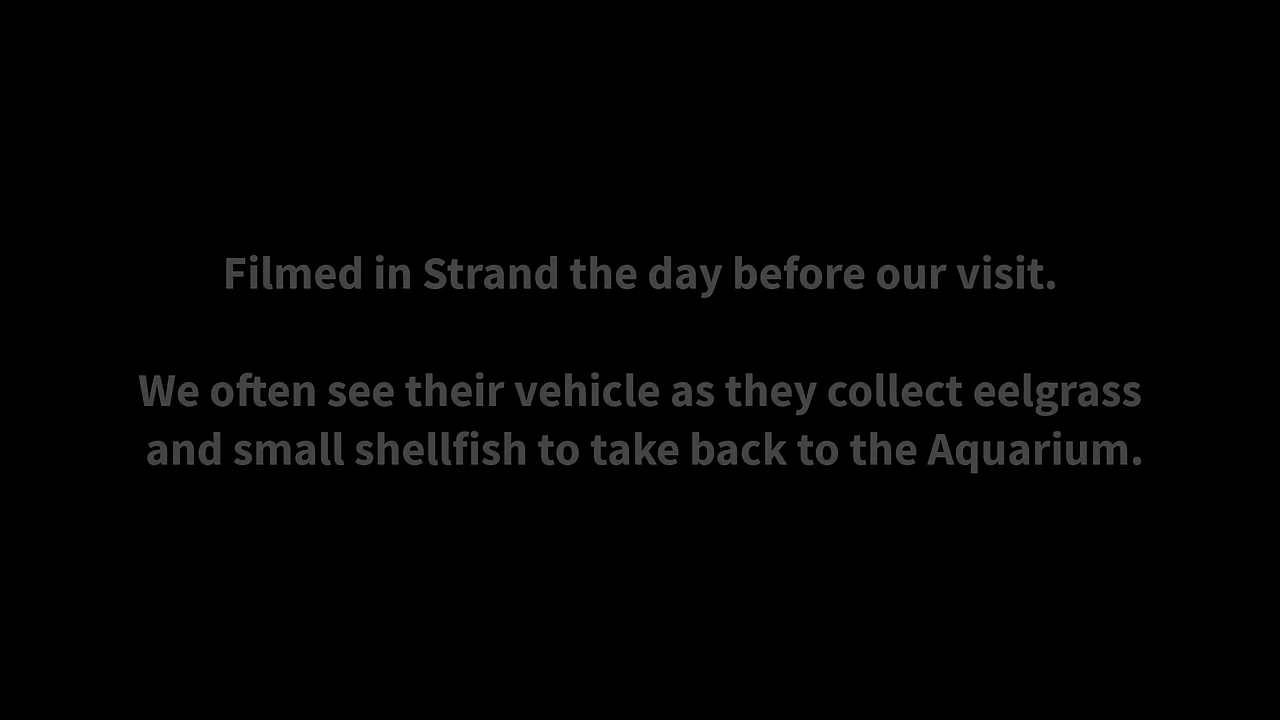 Filmed in Strand the day before our visit.
We often see their vehicle as they collect eelgrass
and small shellfish to take back to the Aquarium.